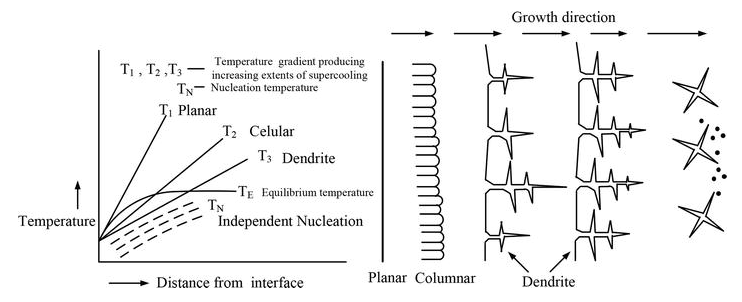 Growth direction
T1 , T2 ,T3 — Temperature gradient producing
increasing extents of supercooling
TN — Nucleation temperature
T1 Planar
T2 Celular
T3 Dendrite
TE Equilibrium temperature
TN
Independent Nucleation
Temperature
Distance from interface
Planar Columnar
Dendrite